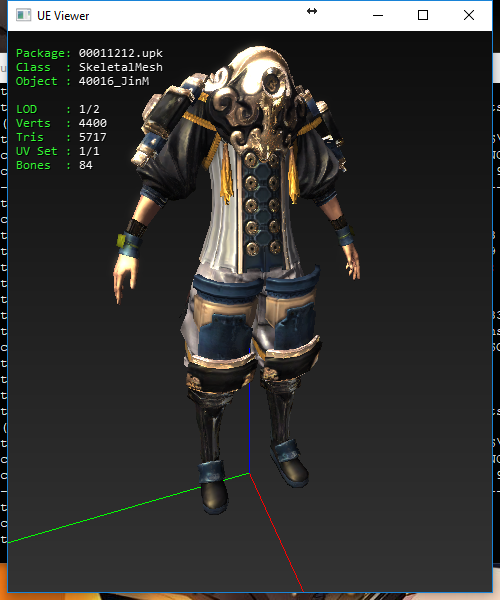 UE Viewer
Package: 00011212.upk
Class : SkeletalMesh
Object : 40016_JinM
LOD : 1/2
Verts : 4400
Tris : 5717
UV Set : 1/1
Bones : 84